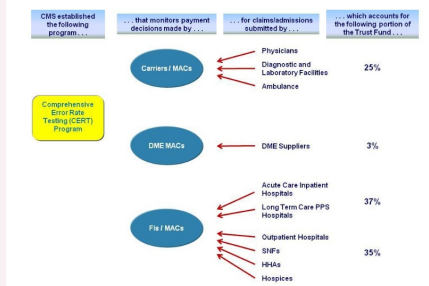 CMS established
the following
program . . .
. . . that monitors payment
decisions made by . . .
. . . for claims/admissions
submitted by . . .
. . . which accounts for
the following portion of
the Trust Fund . . .
Comprehensive
Error Rate
Testing (CERT)
Program
Carriers / MACs
Physicians
Diagnostic and
Laboratory Facilities
Ambulance
25%
DME MACs
DME Suppliers
3%
FIs / MACs
Acute Care Inpatient
Hospitals
Long Term Care PPS
Hospitals
37%
Outpatient Hospitals
SNFs
HHAs
Hospices
35%